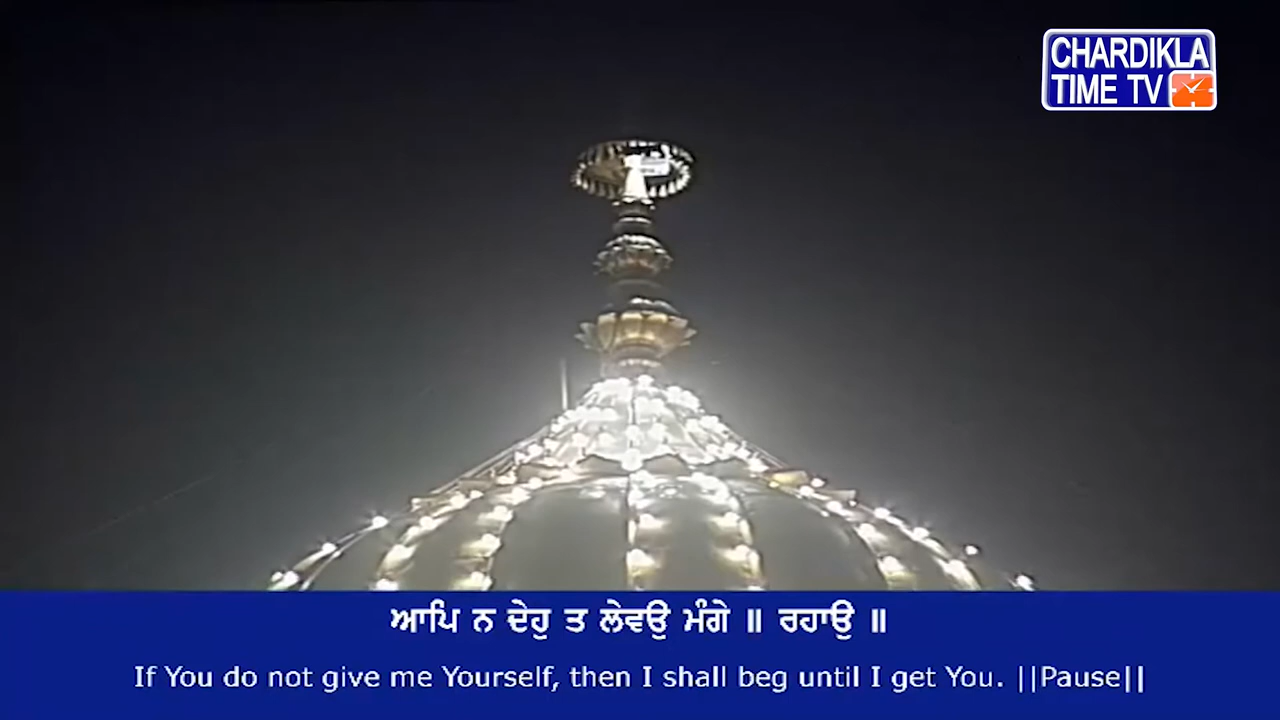 CHARDIKLA
TIME TV
ਆਪਿ ਨ ਦੇਹੁ ਤ ਲੇਵਉ ਮੰਗੇ ॥ ਰਹਾਉ ॥
If You do not give me Yourself, then I shall beg until I get You. ||Pause||